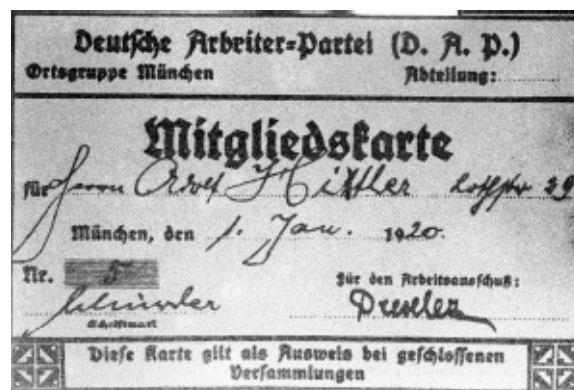 Deutsche Arbeiter=Partei (D. A. P.)
Ortsgruppe München Abteilung:
Mitgliedskarte
für Herrn Adolf Hittler Lothstr 29
München, den 1. Jan. 1920.
Nr. 5 für den Arbeitsausschuß:
Schüssler Drexler
Schriftwart
Diese Karte gilt als Ausweis bei geschlossenen
Versammlungen